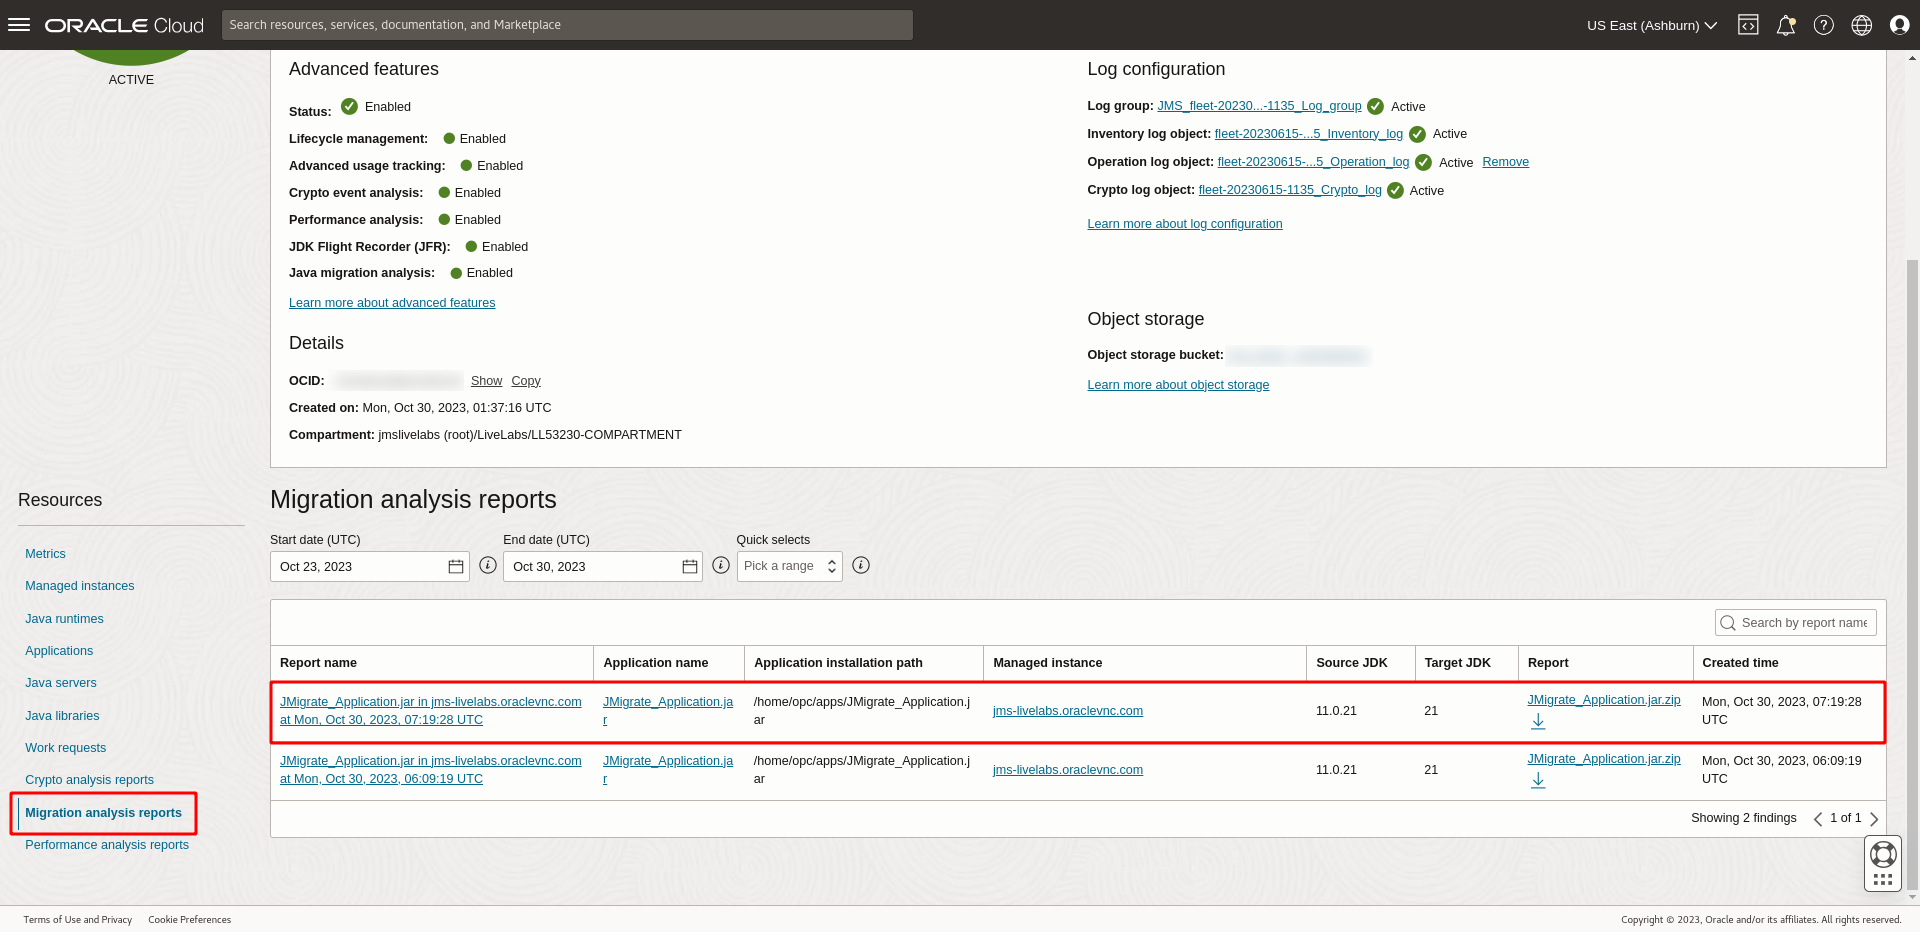 ORACLE Cloud
Search resources, services, documentation, and Marketplace
US East (Ashburn)
ACTIVE
Advanced features
Status: Enabled
Lifecycle management: Enabled
Advanced usage tracking: Enabled
Crypto event analysis: Enabled
Performance analysis: Enabled
JDK Flight Recorder (JFR): Enabled
Java migration analysis: Enabled
Learn more about advanced features
Details
OCID: Show Copy
Created on: Mon, Oct 30, 2023, 01:37:16 UTC
Compartment: jmslivelabs (root)/LiveLabs/LL53230-COMPARTMENT
Log configuration
Log group: JMS_fleet-20230...-1135_Log_group Active
Inventory log object: fleet-20230615-...5_Inventory_log Active
Operation log object: fleet-20230615-...5_Operation_log Active Remove
Crypto log object: fleet-20230615-1135_Crypto_log Active
Learn more about log configuration
Object storage
Object storage bucket:
Learn more about object storage
Resources
Metrics
Managed instances
Java runtimes
Applications
Java servers
Java libraries
Work requests
Crypto analysis reports
Migration analysis reports
Performance analysis reports
Migration analysis reports
Start date (UTC) End date (UTC) Quick selects
Oct 23, 2023 Oct 30, 2023 Pick a range
Search by report name
Report name Application name Application installation path Managed instance Source JDK Target JDK Report Created time
JMigrate_Application.jar in jms-livelabs.oraclevnc.com JMigrate_Application.ja /home/opc/apps/JMigrate_Application.j jms-livelabs.oraclevnc.com 11.0.21 21 JMigrate_Application.jar.zip Mon, Oct 30, 2023, 07:19:28
at Mon, Oct 30, 2023, 07:19:28 UTC r ar UTC
JMigrate_Application.jar in jms-livelabs.oraclevnc.com JMigrate_Application.ja /home/opc/apps/JMigrate_Application.j jms-livelabs.oraclevnc.com 11.0.21 21 JMigrate_Application.jar.zip Mon, Oct 30, 2023, 06:09:19
at Mon, Oct 30, 2023, 06:09:19 UTC r ar UTC
Showing 2 findings 1 of 1
Terms of Use and Privacy Cookie Preferences
Copyright © 2023, Oracle and/or its affiliates. All rights reserved.